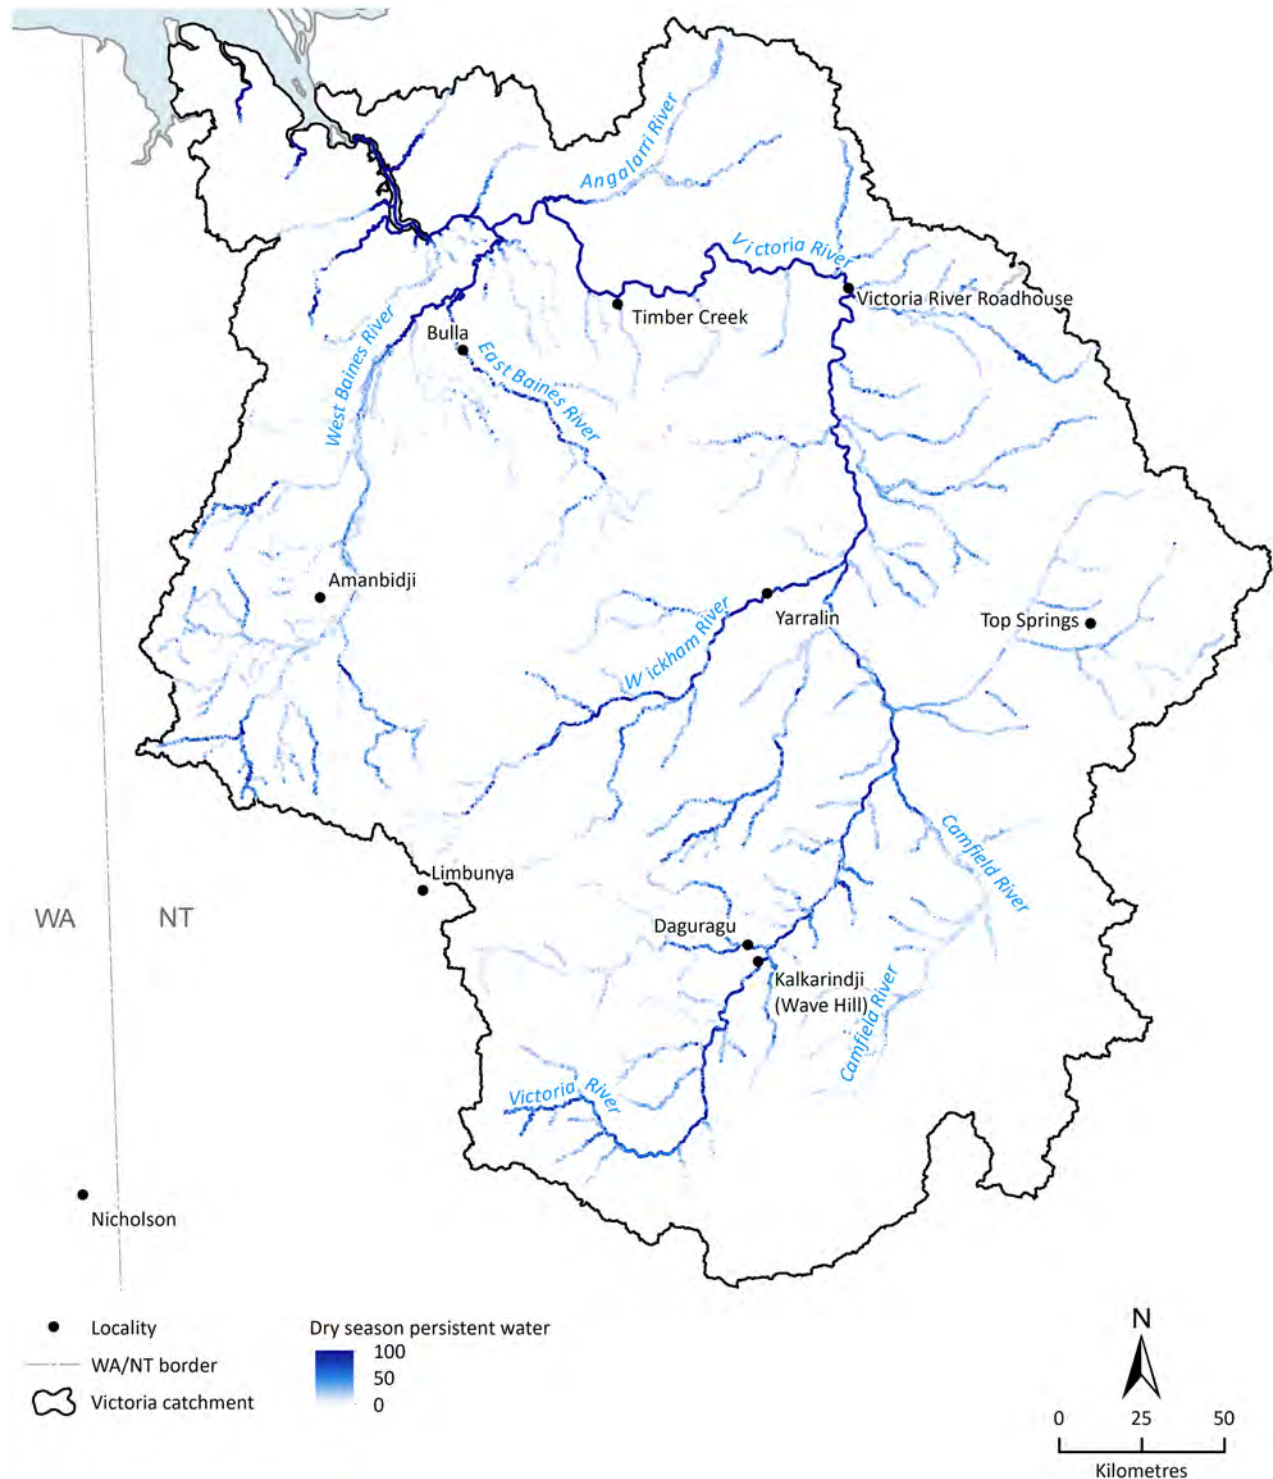 Angalarri River
Victoria River
Victoria River Roadhouse
Timber Creek
West Baines River
Bulla
East Baines River
Amanbidji
Wickham River
Yarralin
Top Springs
Camfield River
Limbunya
WA
NT
Daguragu
Kalkarindji
(Wave Hill)
Camfield River
Victoria River
Nicholson
Locality
WA/NT border
Victoria catchment
Dry season persistent water
100
50
0
N
0 25 50
Kilometres